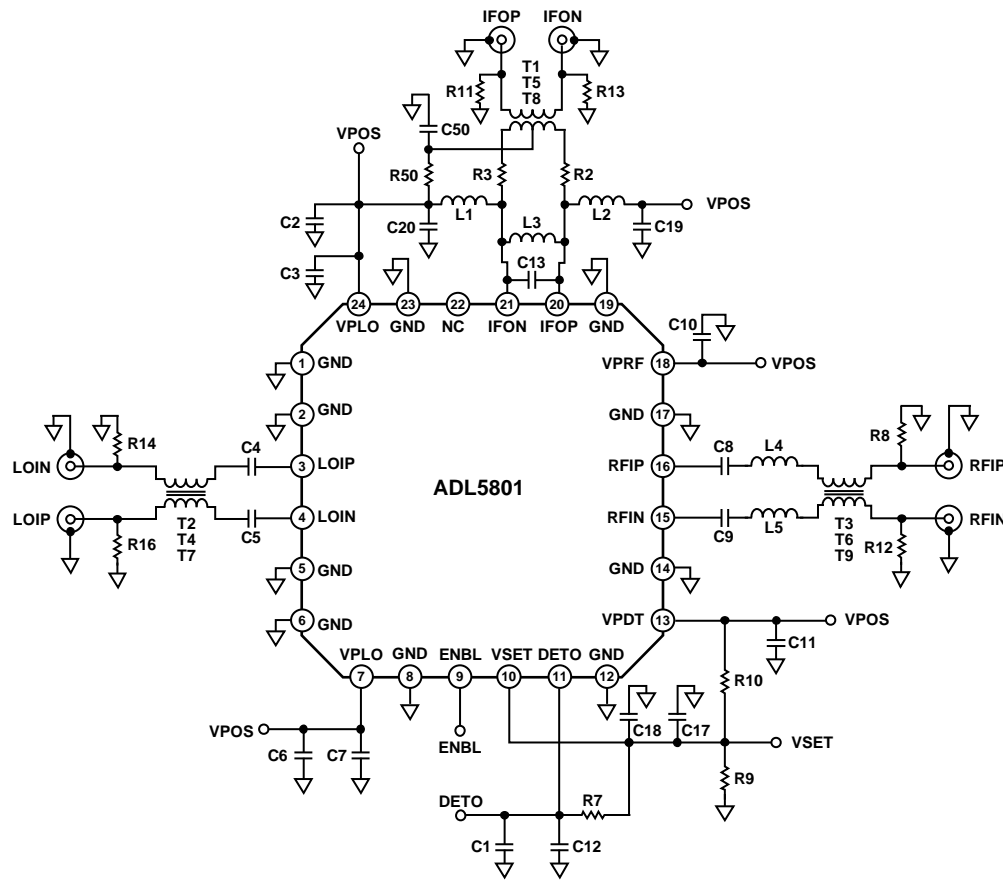 IFOP IFON
R11
T1
T5
T8
R13
C50
VPOS
R50
R3
R2
VPOS
C2
C20
L1
L3
L2
C19
C3
C13
24 23 22 21 20 19
VPLO GND NC IFON IFOP GND
C10
1 GND
VPRF 18
VPOS
2 GND
GND 17
R14
C4
C8
L4
R8
LOIN
3 LOIP
RFIP 16
RFIP
ADL5801
LOIP
4 LOIN
RFIN 15
RFIN
R16
T2
T4
T7
C5
C9
L5
T3
T6
T9
R12
5 GND
GND 14
6 GND
VPDT 13
VPOS
C11
VPLO GND ENBL VSET DETO GND
7 8 9 10 11 12
R10
VPOS
C6
C7
ENBL
C18
C17
VSET
R9
DETO
R7
C1
C12